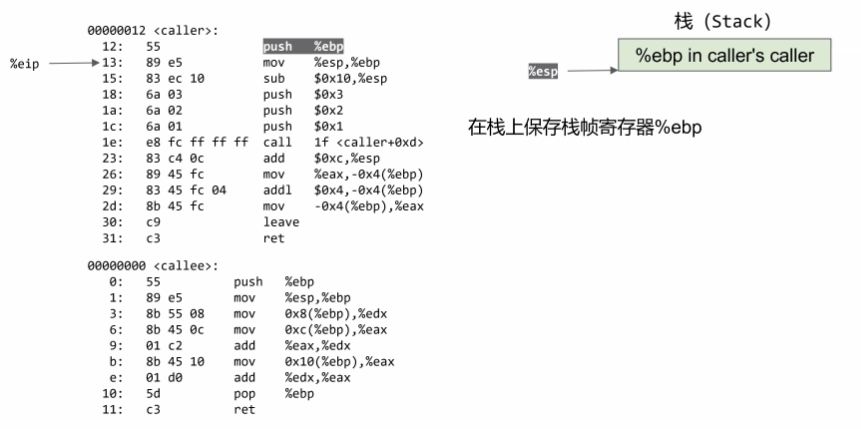 00000012 <caller>:
12: 55 push %ebp
%eip
13: 89 e5 mov %esp,%ebp
15: 83 ec 10 sub $0x10,%esp
18: 6a 03 push $0x3
1a: 6a 02 push $0x2
1c: 6a 01 push $0x1
1e: e8 fc ff ff ff call 1f <caller+0xd>
23: 83 c4 0c add $0xc,%esp
26: 89 45 fc mov %eax,-0x4(%ebp)
29: 83 45 fc 04 addl $0x4,-0x4(%ebp)
2d: 8b 45 fc mov -0x4(%ebp),%eax
30: c9 leave
31: c3 ret
00000000 <callee>:
0: 55 push %ebp
1: 89 e5 mov %esp,%ebp
3: 8b 55 08 mov 0x8(%ebp),%edx
6: 8b 45 0c mov 0xc(%ebp),%eax
9: 01 c2 add %eax,%edx
b: 8b 45 10 mov 0x10(%ebp),%eax
e: 01 d0 add %edx,%eax
10: 5d pop %ebp
11: c3 ret
栈（Stack）
%ebp in caller's caller
%esp
在栈上保存栈帧寄存器%ebp